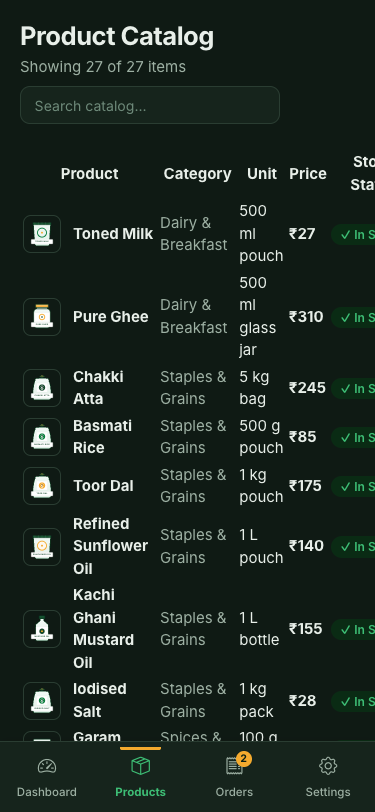 Product Catalog
Showing 27 of 27 items
Search catalog...
Product Category Unit Price Sto
Sta
Toned Milk Dairy & Breakfast 500 ml pouch ₹27 ✓ In S
Pure Ghee Dairy & Breakfast 500 ml glass jar ₹310 ✓ In S
Chakki Atta Staples & Grains 5 kg bag ₹245 ✓ In S
Basmati Rice Staples & Grains 500 g pouch ₹85 ✓ In S
Toor Dal Staples & Grains 1 kg pouch ₹175 ✓ In S
Refined Sunflower Oil Staples & Grains 1 L pouch ₹140 ✓ In S
Kachi Ghani Mustard Oil Staples & Grains 1 L bottle ₹155 ✓ In S
Iodised Salt Staples & Grains 1 kg pack ₹28 ✓ In S
Garam Spices & 100 g
2
Dashboard Products Orders Settings